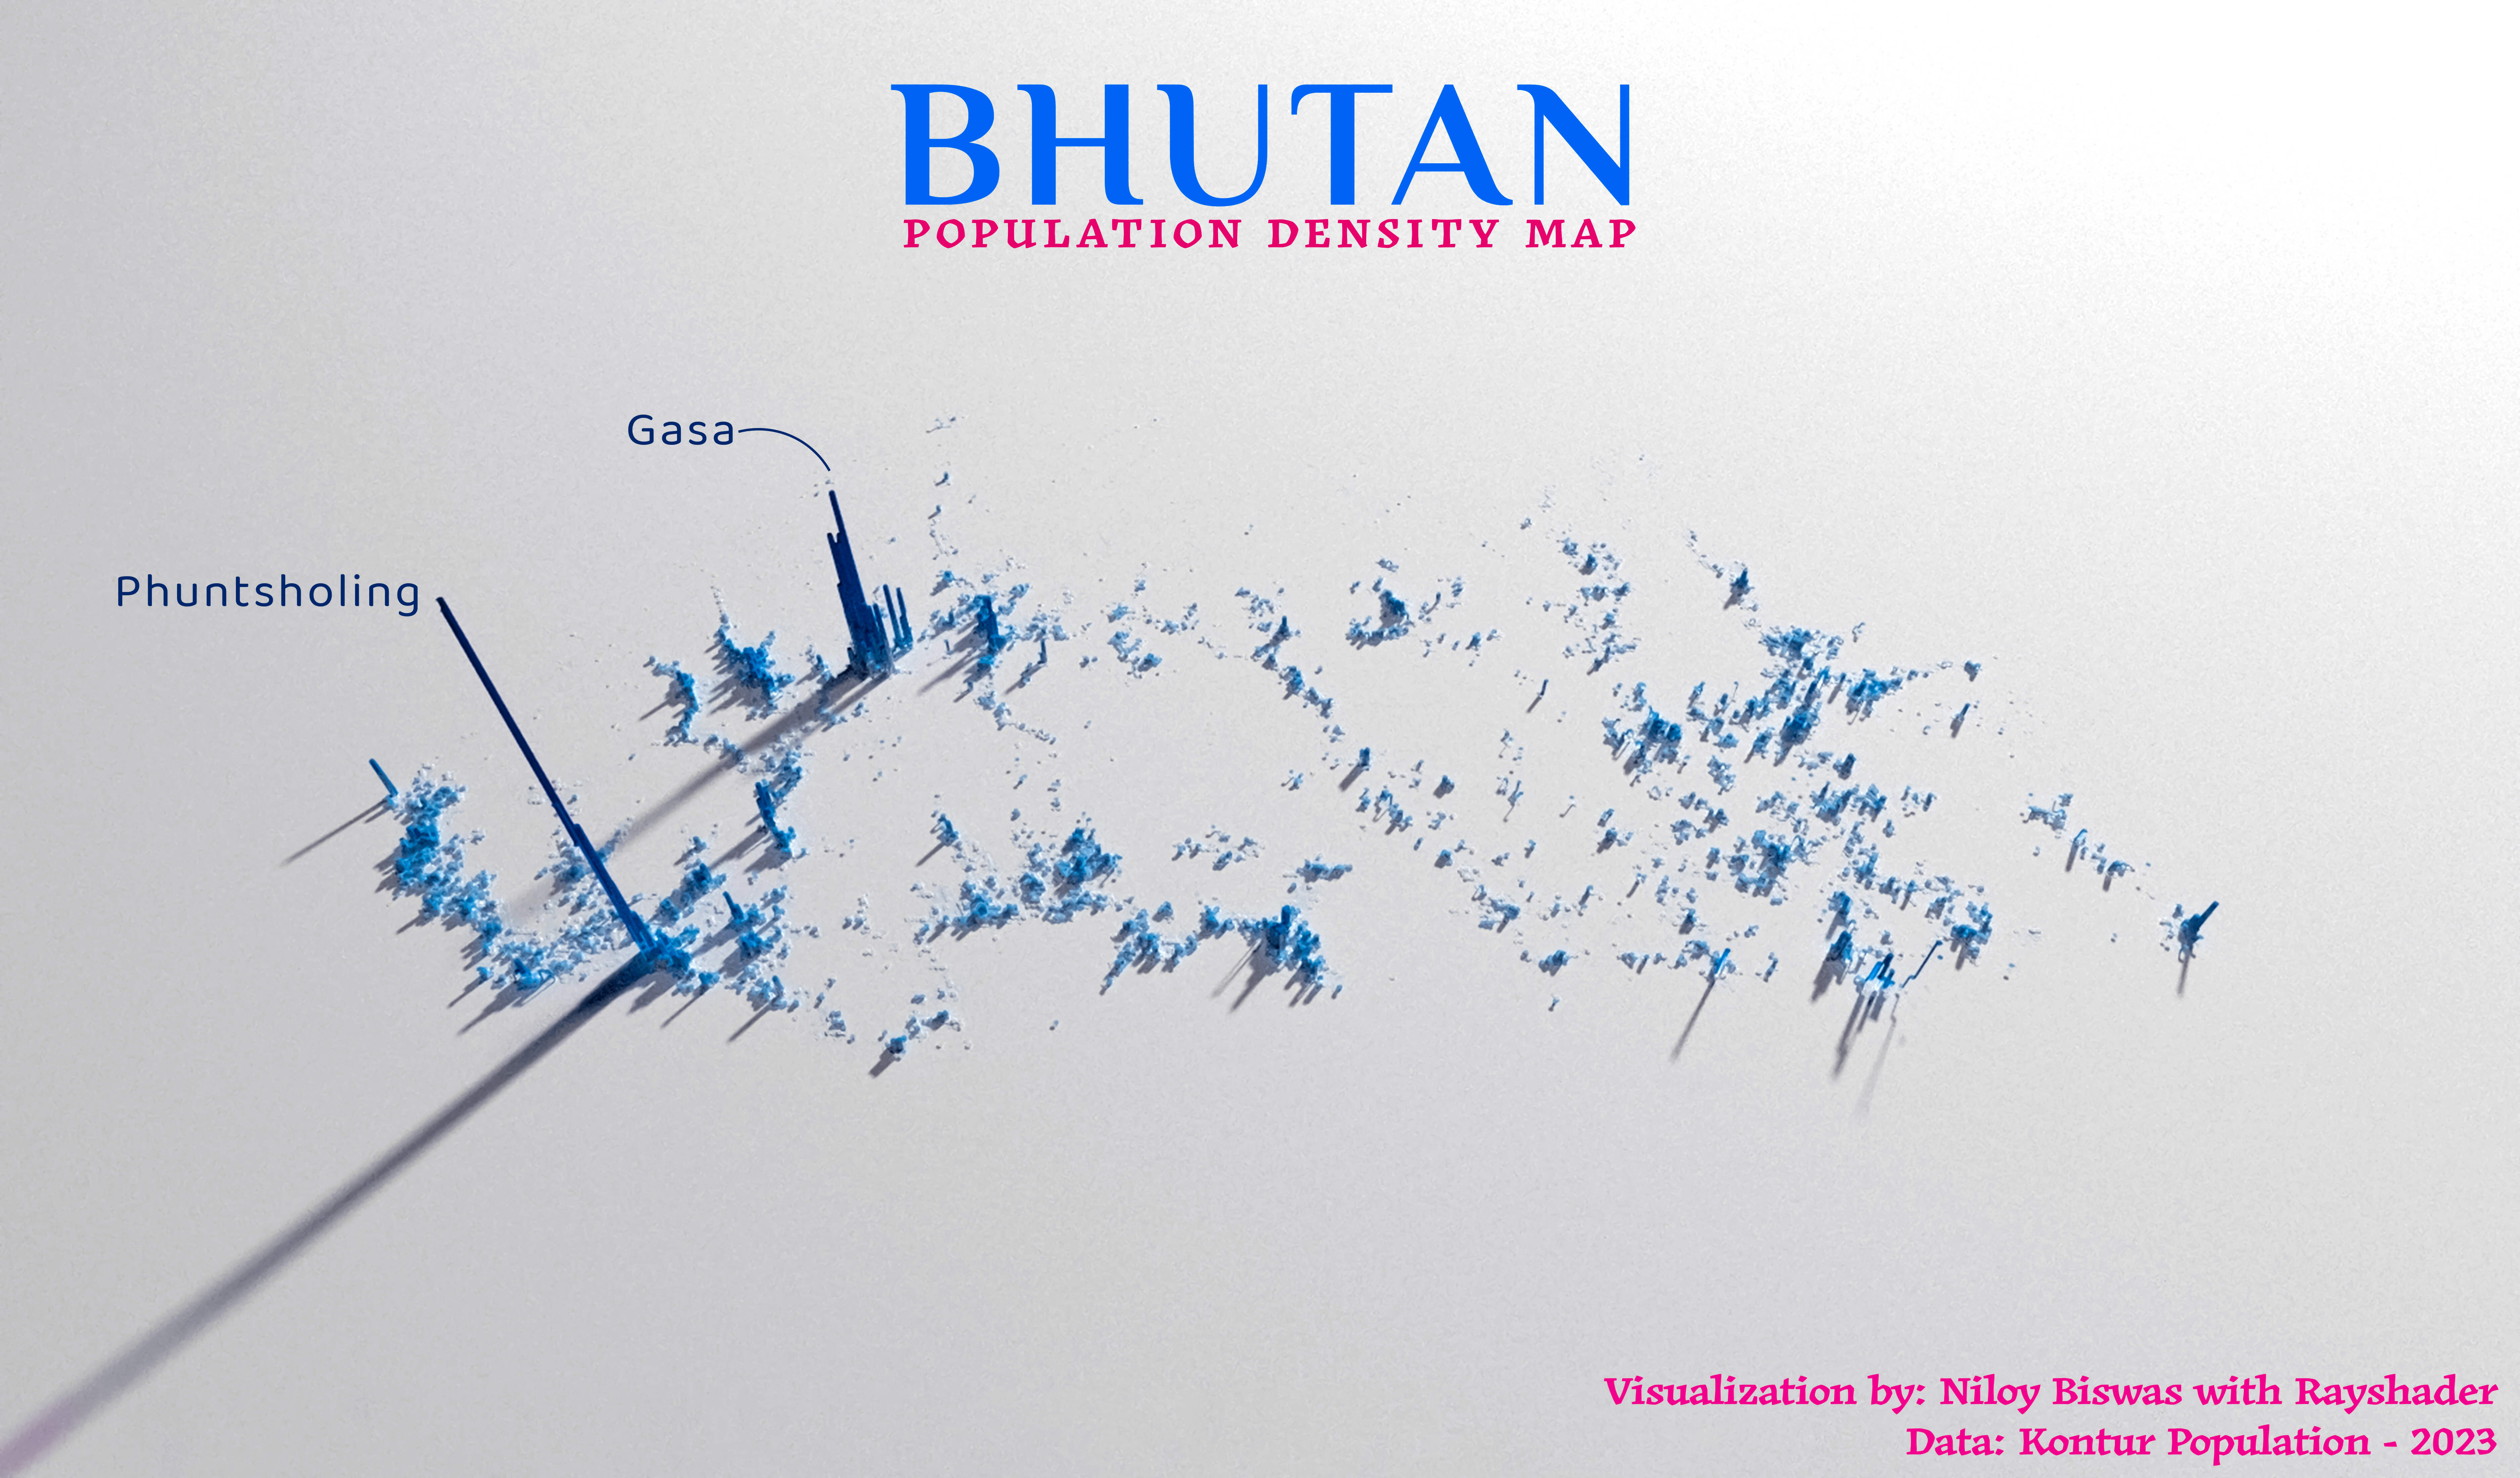 BHUTAN
POPULATION DENSITY MAP
Gasa
Phuntsholing
Visualization by: Niloy Biswas with Rayshader
Data: Kontur Population - 2023